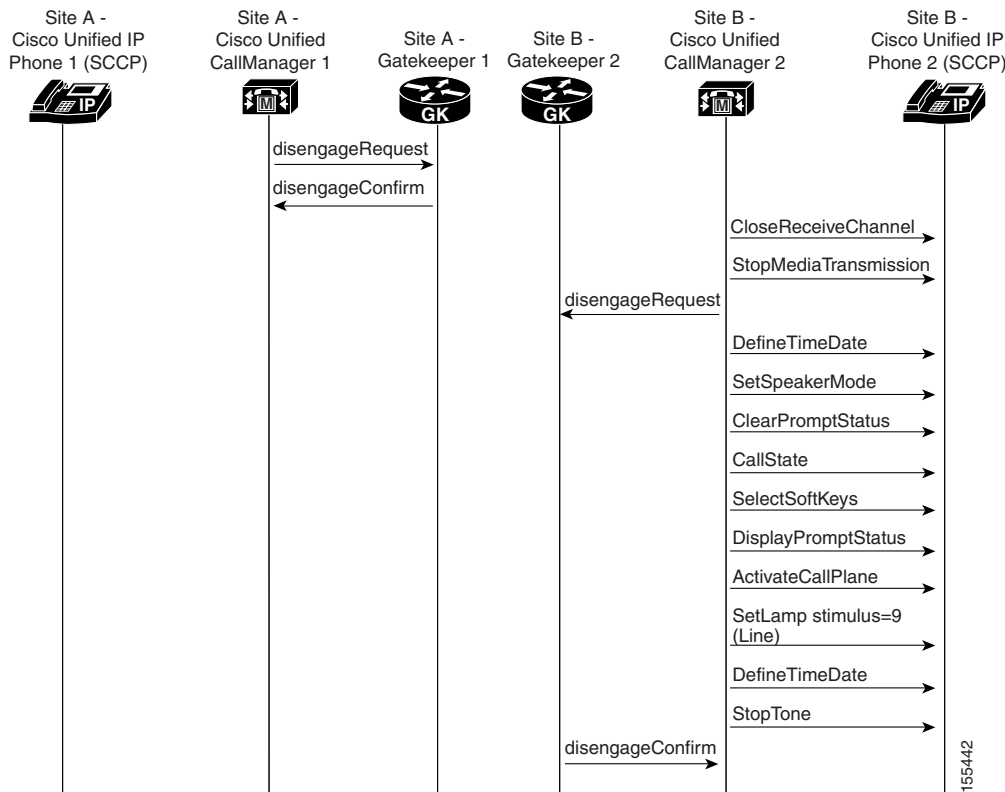 Site A -
Cisco Unified IP
Phone 1 (SCCP)
Site A -
Cisco Unified
CallManager 1
Site A -
Gatekeeper 1
Site B -
Gatekeeper 2
Site B -
Cisco Unified
CallManager 2
Site B -
Cisco Unified IP
Phone 2 (SCCP)
IP
M
GK
GK
M
IP
disengageRequest
disengageConfirm
CloseReceiveChannel
StopMediaTransmission
disengageRequest
DefineTimeDate
SetSpeakerMode
ClearPromptStatus
CallState
SelectSoftKeys
DisplayPromptStatus
ActivateCallPlane
SetLamp stimulus=9
(Line)
DefineTimeDate
StopTone
disengageConfirm
155442